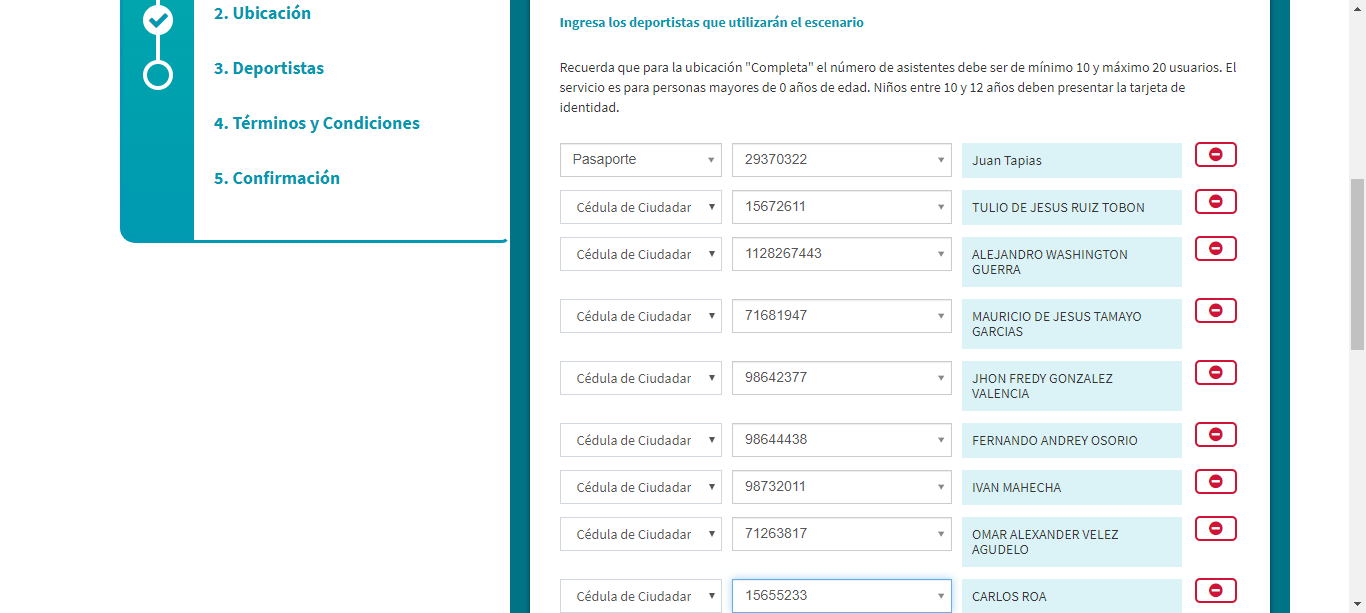 2. Ubicación
3. Deportistas
4. Términos y Condiciones
5. Confirmación
Ingresa los deportistas que utilizarán el escenario
Recuerda que para la ubicación "Completa" el número de asistentes debe ser de mínimo 10 y máximo 20 usuarios. El
servicio es para personas mayores de 0 años de edad. Niños entre 10 y 12 años deben presentar la tarjeta de
identidad.
Pasaporte 29370322 Juan Tapias
Cédula de Ciudadar 15672611 TULIO DE JESUS RUIZ TOBON
Cédula de Ciudadar 1128267443 ALEJANDRO WASHINGTON
GUERRA
Cédula de Ciudadar 71681947 MAURICIO DE JESUS TAMAYO
GARCIAS
Cédula de Ciudadar 98642377 JHON FREDY GONZALEZ
VALENCIA
Cédula de Ciudadar 98644438 FERNANDO ANDREY OSORIO
Cédula de Ciudadar 98732011 IVAN MAHECHA
Cédula de Ciudadar 71263817 OMAR ALEXANDER VELEZ
AGUDELO
Cédula de Ciudadar 15655233 CARLOS ROA